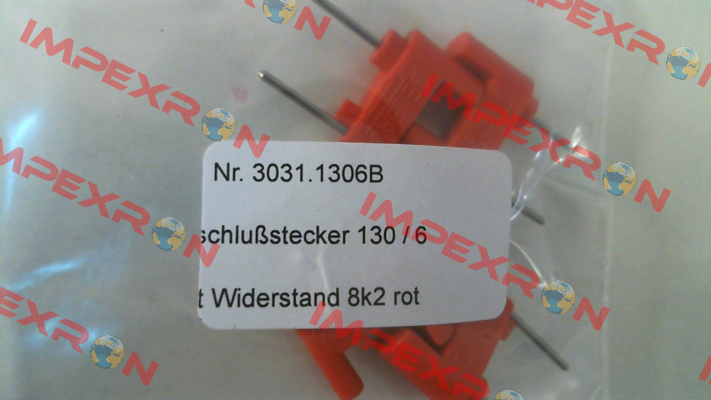 Nr. 3031.1306B
schlußstecker 130 / 6
t Widerstand 8k2 rot
IMPEXRON
IMPEXRON
IMPEXRON
IMPEXRON
IMPEXRON
IMPEXRON